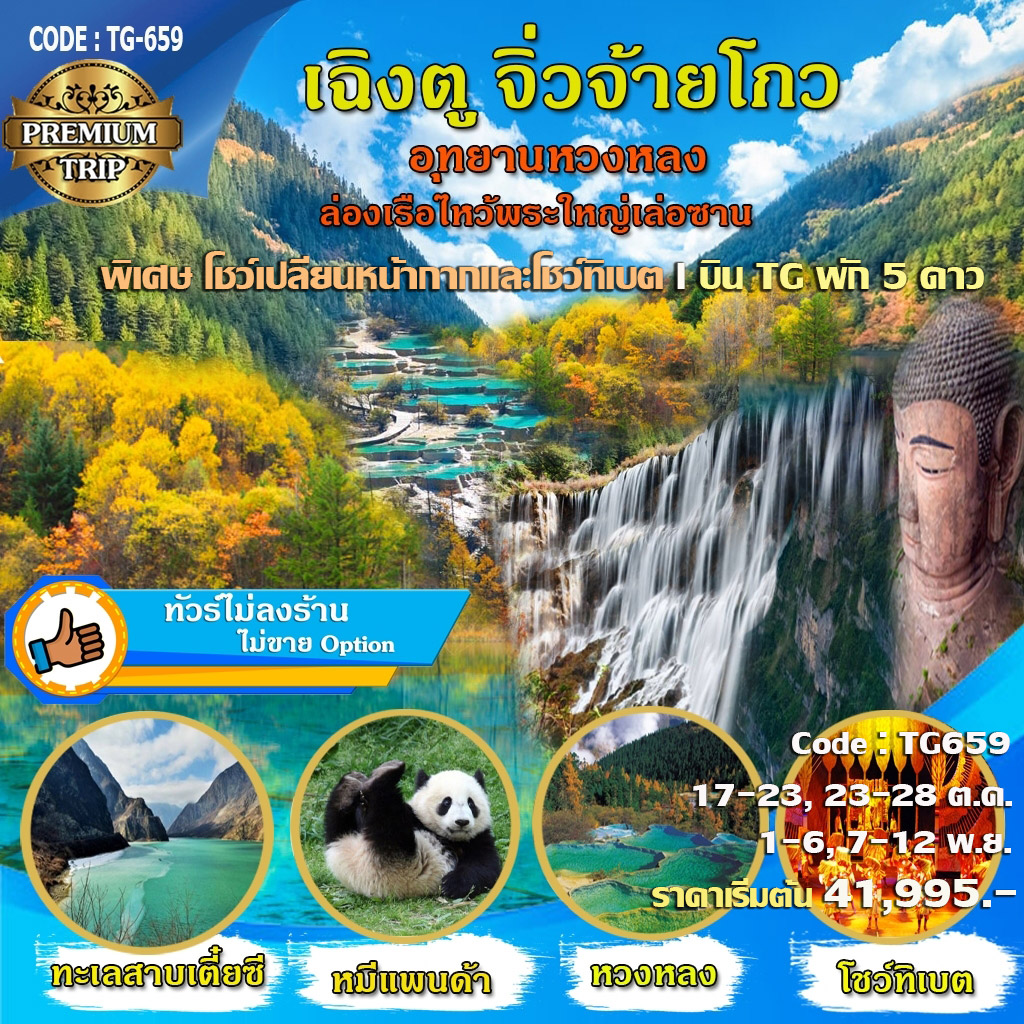 CODE : TG-659
PREMIUM
TRIP
เฉิงตู จิ่วจ้ายโกว
อุทยานหวงหลง
ล่องเรือไหว้พระใหญ่เล่อซาน
พิเศษ โชว์เปลี่ยนหน้ากากและโชว์ทิเบต l บิน TG พัก 5 ดาว
ทัวร์ไม่ลงร้าน
ไม่ขาย Option
Code : TG659
17-23, 23-28 ต.ค.
1-6, 7-12 พ.ย.
ราคาเริ่มต้น 41,995.-
ทะเลสาบเตี๋ยซี
หมีแพนด้า
หวงหลง
โชว์ทิเบต